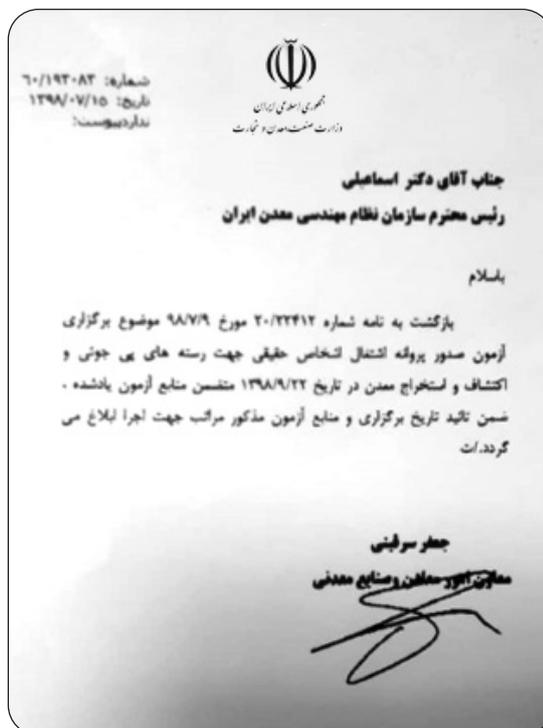 شماره: ۶۰/۱۹۳۰۸۳
تاریخ: ۱۳۹۸/۰۷/۱۵
نداردپیوست:
جمهوری اسلامی ایران
وزارت صنعت، معدن و تجارت
جناب آقای دکتر اسماعیلی
رئیس محترم سازمان نظام مهندسی معدن ایران
باسلام
بازگشت به نامه شماره ۲۰/۲۲۴۱۲ مورخ ۹۸/۷/۹ موضوع برگزاری
آزمون صدور پروانه اشتغال اشخاص حقیقی جهت رسته های پی جوئی و
اکتشاف و استخراج معدن در تاریخ ۱۳۹۸/۹/۲۲ متضمن منابع آزمون یادشده ،
ضمن تائید تاریخ برگزاری و منابع آزمون مذکور مراتب جهت اجرا ابلاغ می
گردد./ت
جعفر سرقینی
معاون امور معادن و صنایع معدنی